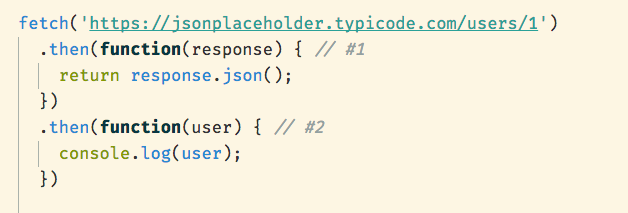 fetch('https://jsonplaceholder.typicode.com/users/1')
  .then(function(response) { // #1
    return response.json();
  })
  .then(function(user) { // #2
    console.log(user);
  })